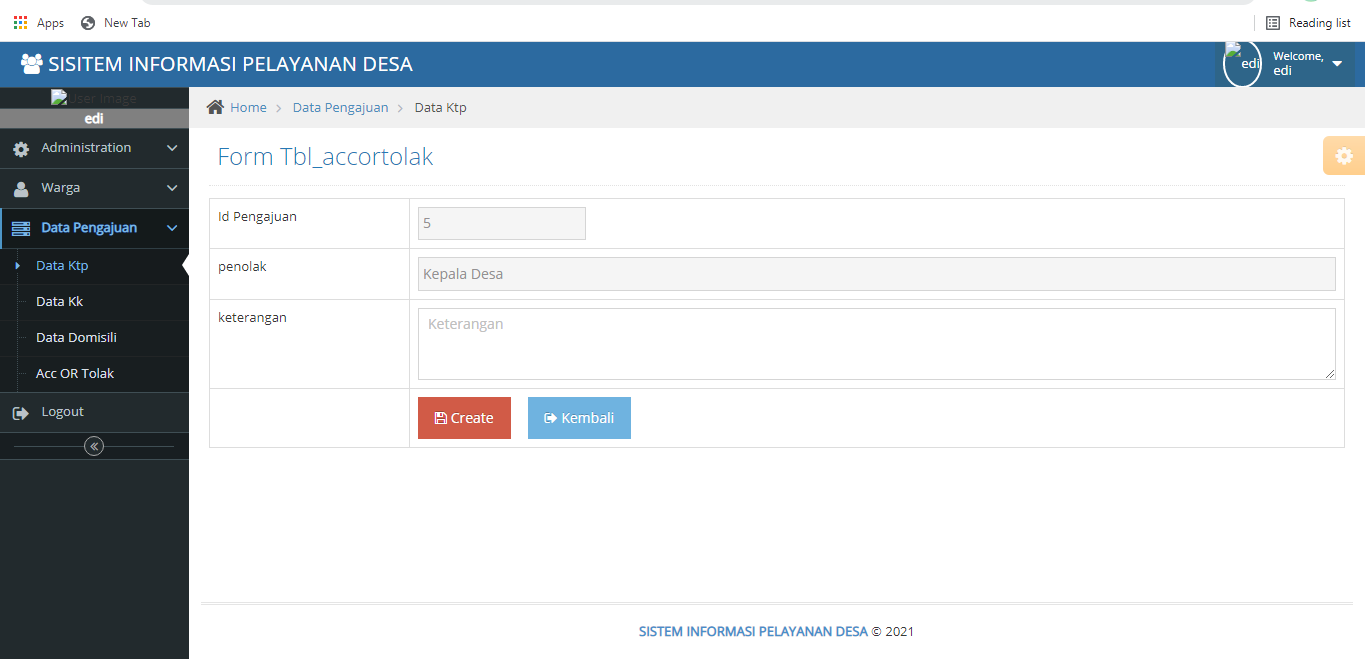 Apps New Tab Reading list
SISITEM INFORMASI PELAYANAN DESA
edi
Welcome,
edi
User Image
edi
Administration
Warga
Data Pengajuan
Data Ktp
Data Kk
Data Domisili
Acc OR Tolak
Logout
Home > Data Pengajuan > Data Ktp
Form Tbl_accortolak
Id Pengajuan 5
penolak Kepala Desa
keterangan Keterangan
Create Kembali
SISTEM INFORMASI PELAYANAN DESA © 2021